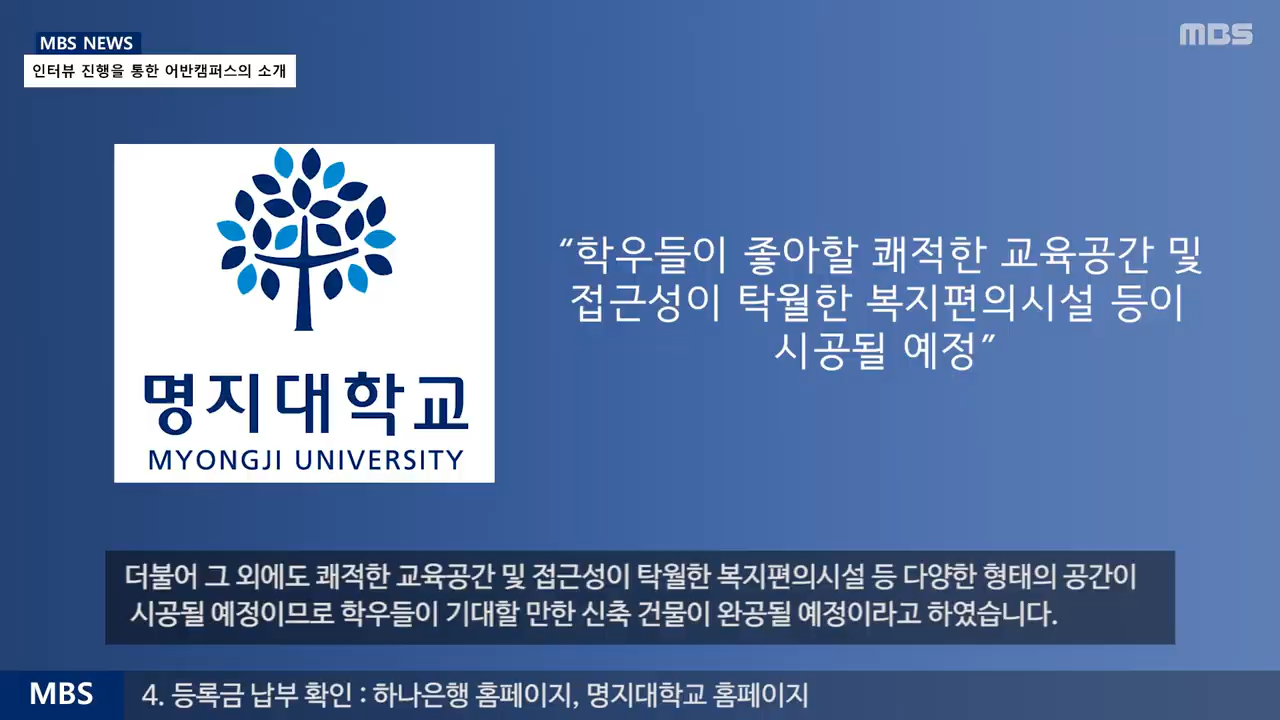 MBS NEWS
MBS
인터뷰 진행을 통한 어반캠퍼스의 소개
“학우들이 좋아할 쾌적한 교육공간 및
접근성이 탁월한 복지편의시설 등이
시공될 예정”
명지대학교
MYONGJI UNIVERSITY
더불어 그 외에도 쾌적한 교육공간 및 접근성이 탁월한 복지편의시설 등 다양한 형태의 공간이
시공될 예정이므로 학우들이 기대할 만한 신축 건물이 완공될 예정이라고 하였습니다.
MBS
4. 등록금 납부 확인 : 하나은행 홈페이지, 명지대학교 홈페이지